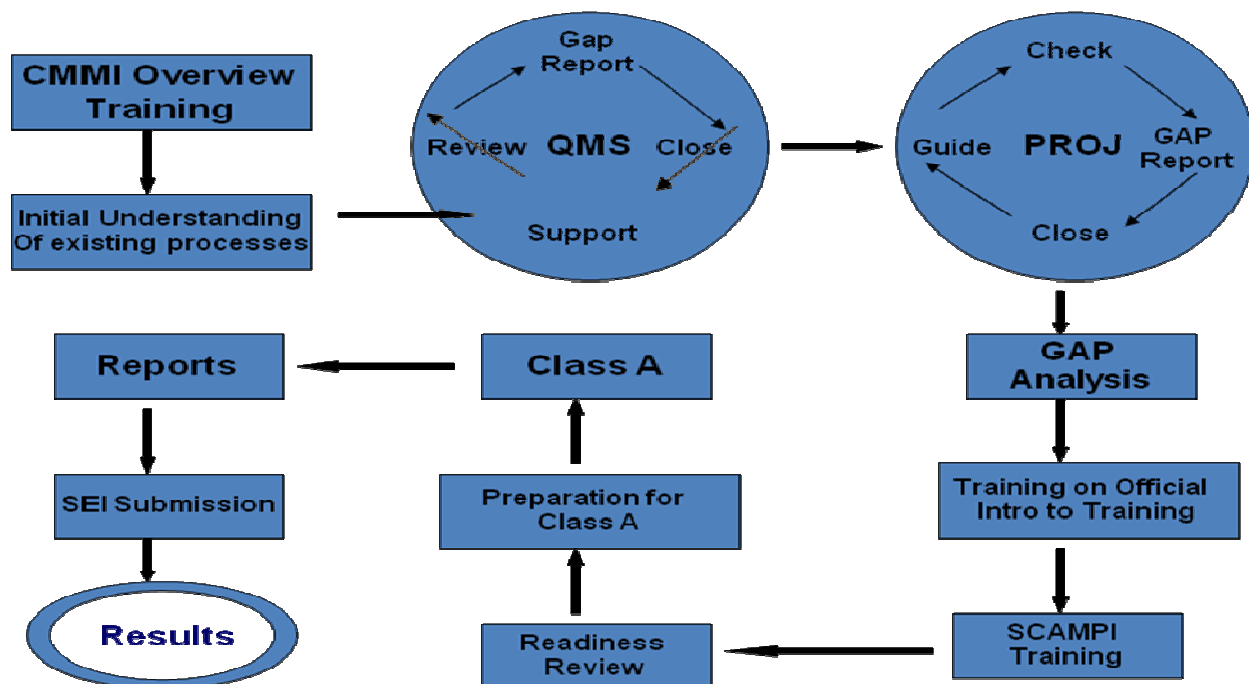 CMMI Overview
Training
Initial Understanding
Of existing processes
Gap
Report
Review
QMS
Close
Support
Check
Guide
PROJ
GAP
Report
Close
GAP
Analysis
Training on Official
Intro to Training
SCAMPI
Training
Readiness
Review
Preparation for
Class A
Class A
Reports
SEI Submission
Results